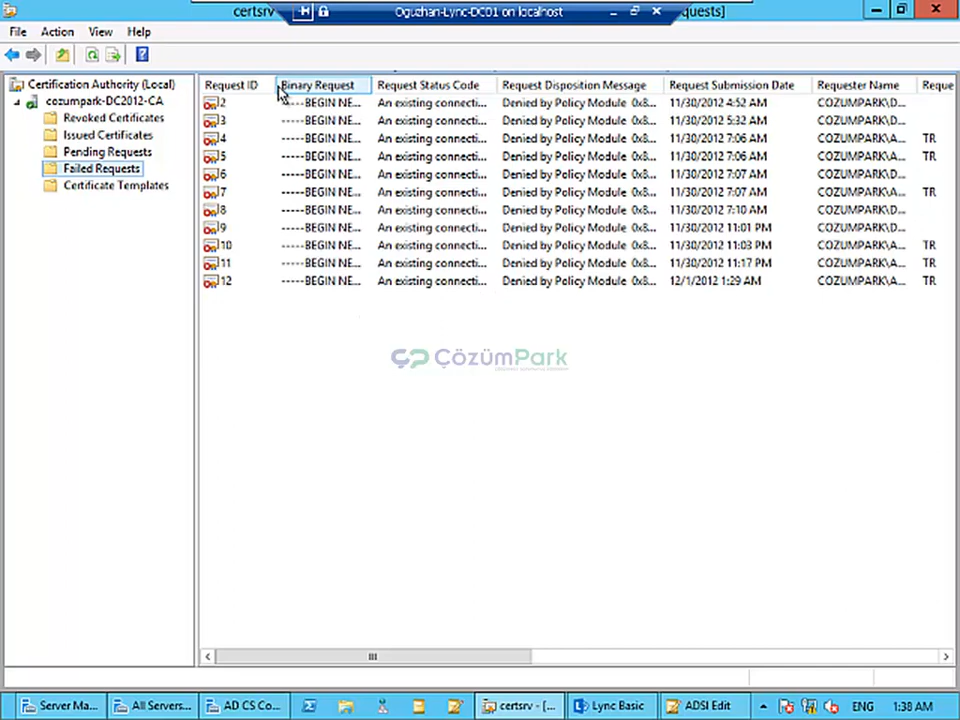 certsrv
Oguzhan-Lync-DC01 on localhost
quests]
File Action View Help
Certification Authority (Local)
cozumpark-DC2012-CA
Revoked Certificates
Issued Certificates
Pending Requests
Failed Requests
Certificate Templates
Request ID Binary Request Request Status Code Request Disposition Message Request Submission Date Requester Name Reque
2 -----BEGIN NE... An existing connecti... Denied by Policy Module 0x8... 11/30/2012 4:52 AM COZUMPARK\D...
3 -----BEGIN NE... An existing connecti... Denied by Policy Module 0x8... 11/30/2012 5:32 AM COZUMPARK\D...
4 -----BEGIN NE... An existing connecti... Denied by Policy Module 0x8... 11/30/2012 7:06 AM COZUMPARK\A... TR
5 -----BEGIN NE... An existing connecti... Denied by Policy Module 0x8... 11/30/2012 7:06 AM COZUMPARK\A... TR
6 -----BEGIN NE... An existing connecti... Denied by Policy Module 0x8... 11/30/2012 7:07 AM COZUMPARK\D...
7 -----BEGIN NE... An existing connecti... Denied by Policy Module 0x8... 11/30/2012 7:07 AM COZUMPARK\A... TR
8 -----BEGIN NE... An existing connecti... Denied by Policy Module 0x8... 11/30/2012 7:10 AM COZUMPARK\D...
9 -----BEGIN NE... An existing connecti... Denied by Policy Module 0x8... 11/30/2012 11:01 PM COZUMPARK\D...
10 -----BEGIN NE... An existing connecti... Denied by Policy Module 0x8... 11/30/2012 11:03 PM COZUMPARK\A... TR
11 -----BEGIN NE... An existing connecti... Denied by Policy Module 0x8... 11/30/2012 11:17 PM COZUMPARK\A... TR
12 -----BEGIN NE... An existing connecti... Denied by Policy Module 0x8... 12/1/2012 1:29 AM COZUMPARK\A... TR
ÇözümPark
Server Ma... All Servers... AD CS Co... certsrv - [... Lync Basic ADSI Edit ENG 1:38 AM